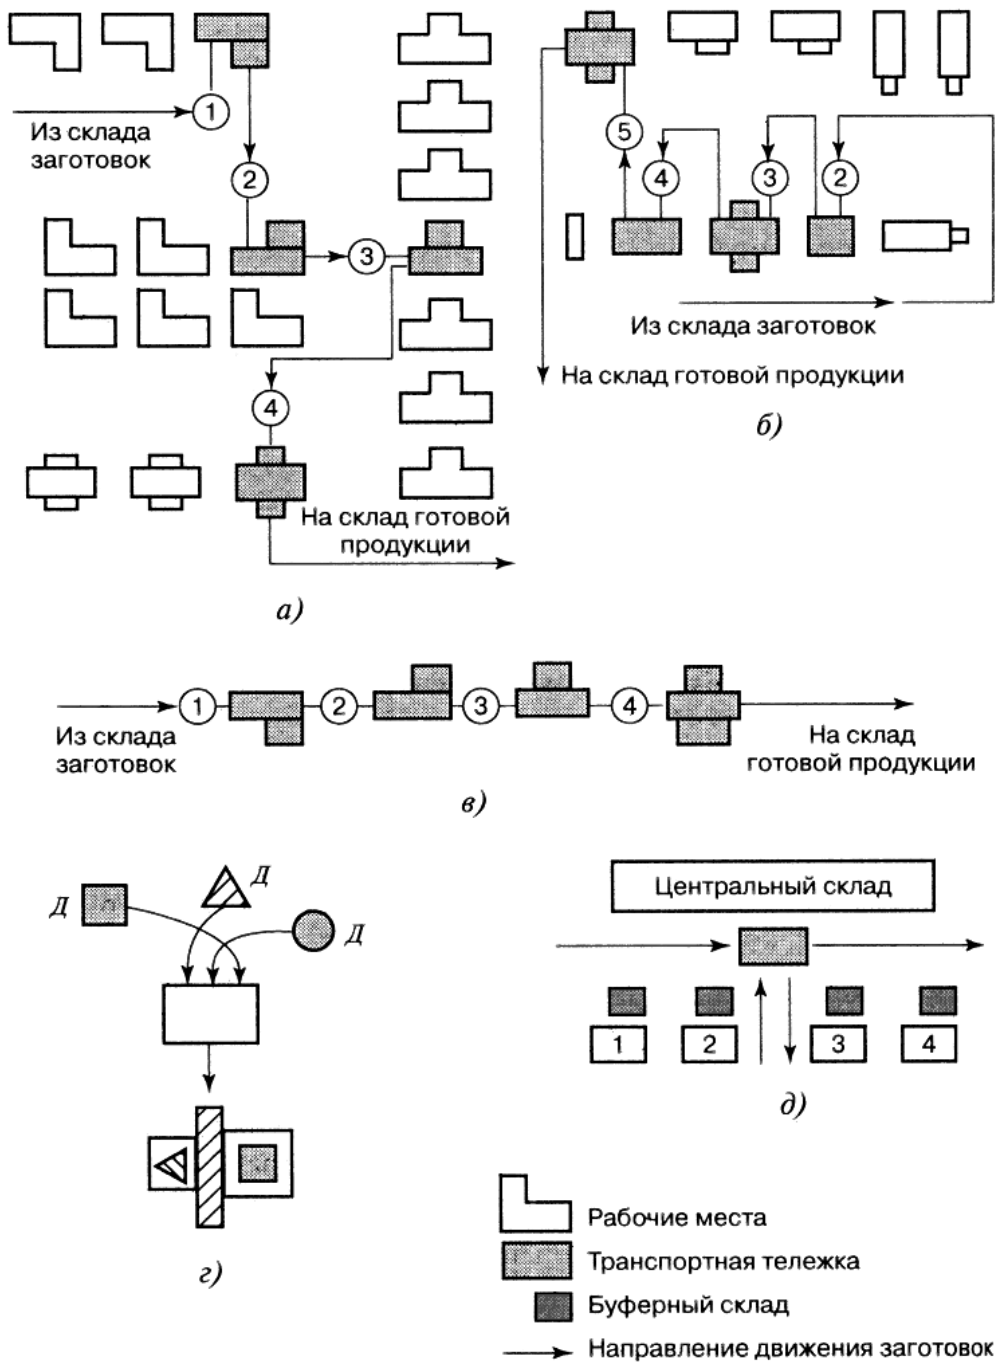 1
Из склада
заготовок
2
3
4
На склад готовой
продукции
а)
5
4
3
2
Из склада заготовок
На склад готовой продукции
б)
1
2
3
4
Из склада
заготовок
На склад
готовой продукции
в)
Д
Д
Д
г)
Центральный склад
1
2
3
4
д)
Рабочие места
Транспортная тележка
Буферный склад
Направление движения заготовок